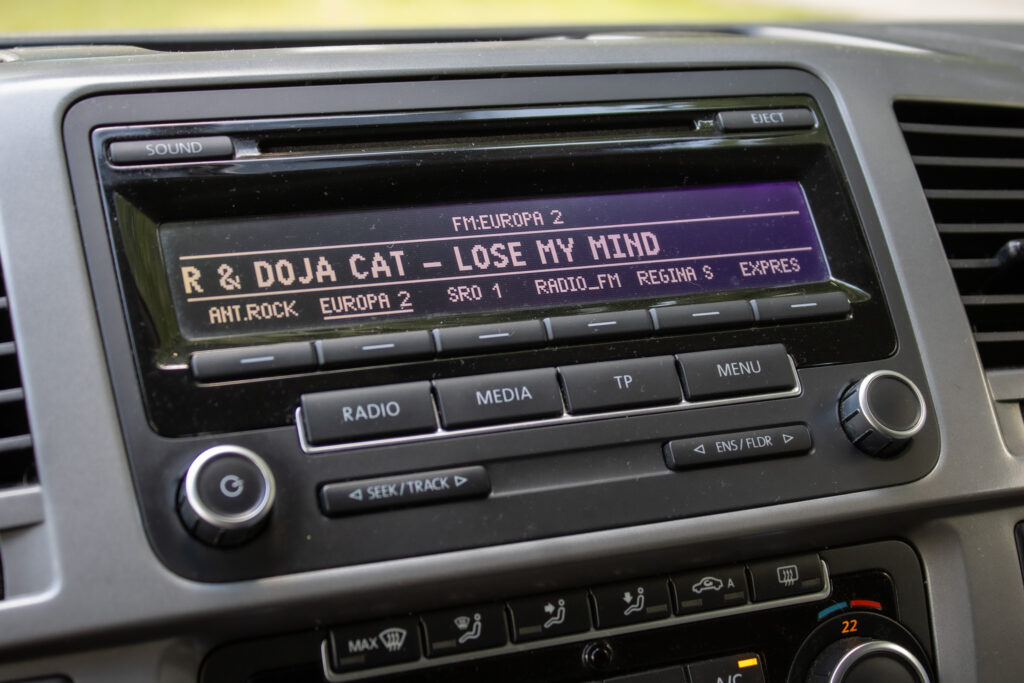 SOUND
EJECT
FM:EUROPA 2
R & DOJA CAT - LOSE MY MIND
ANT.ROCK EUROPA 2 SRO 1 RADIO_FM REGINA S EXPRES
RADIO MEDIA TP MENU
SEEK / TRACK
ENS / FLDR
MAX
A
22
A/C